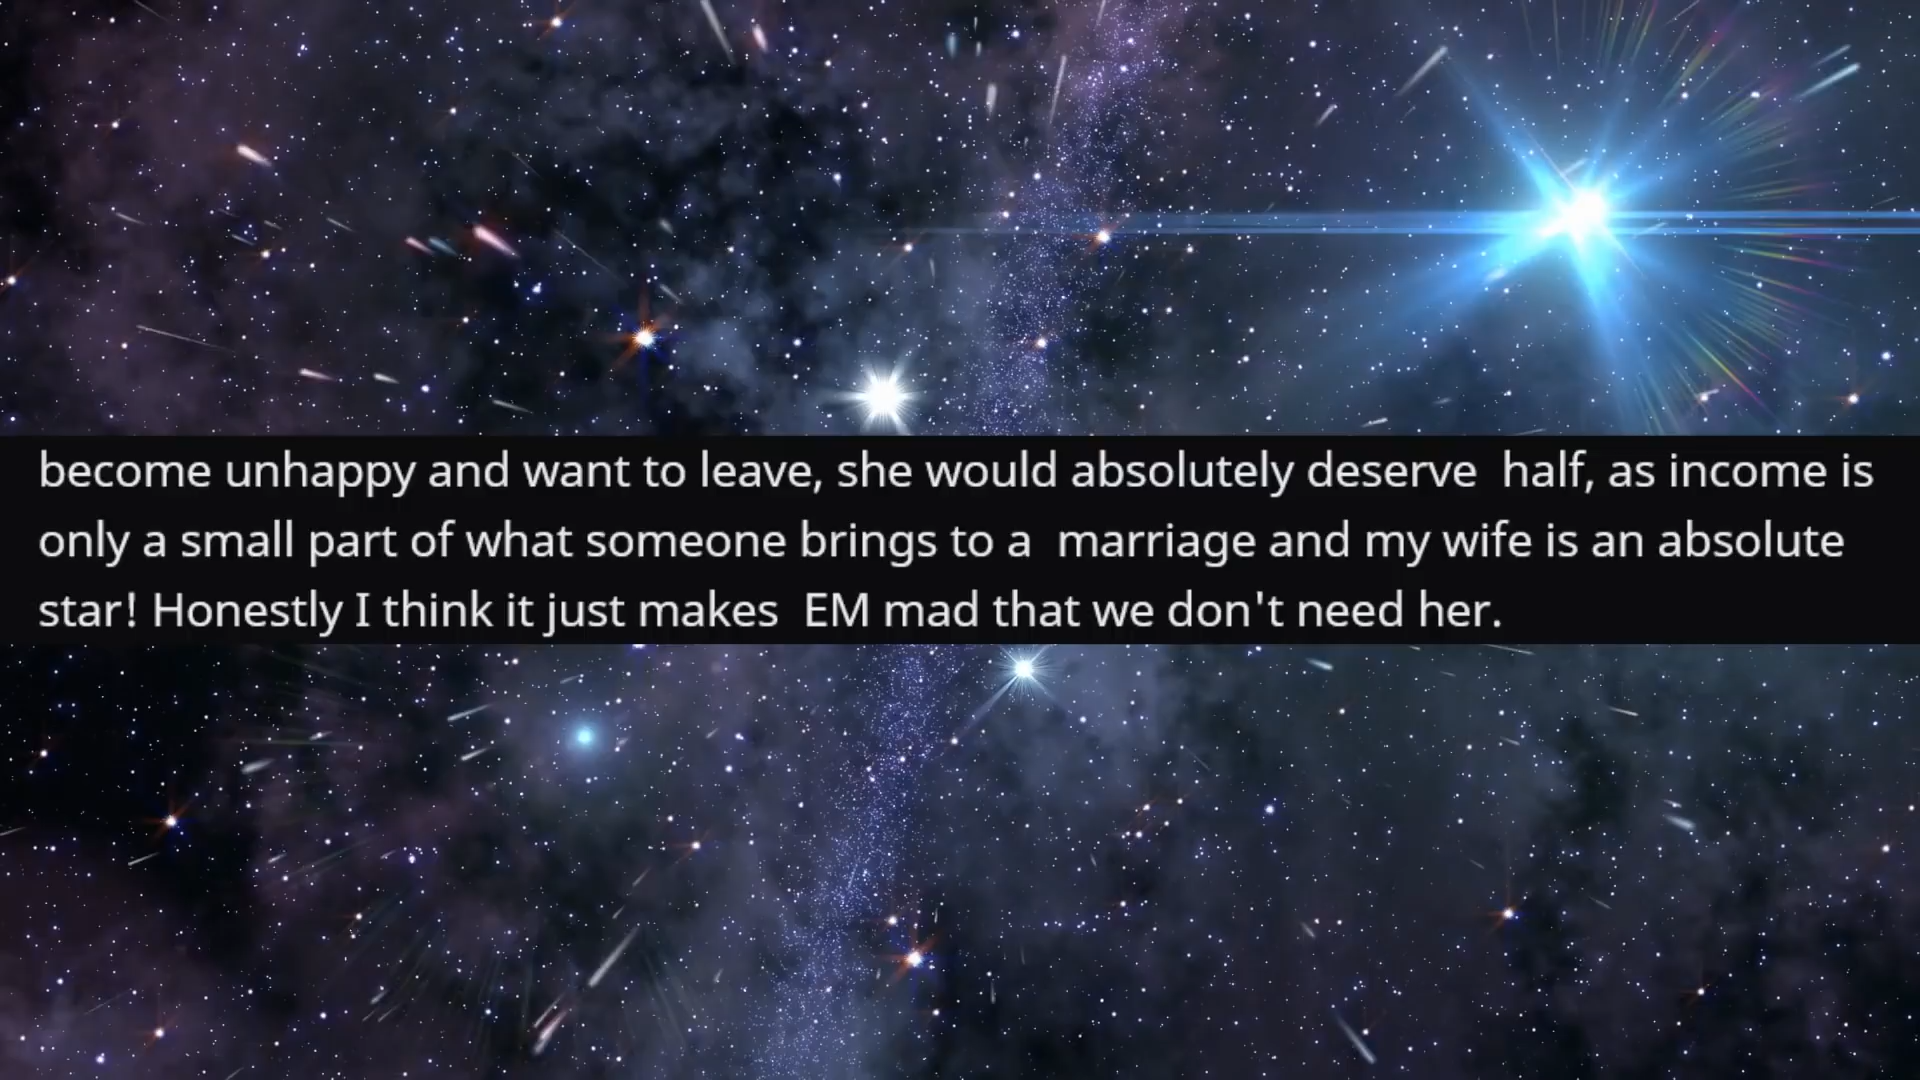 become unhappy and want to leave, she would absolutely deserve  half, as income is
only a small part of what someone brings to a  marriage and my wife is an absolute
star! Honestly I think it just makes  EM mad that we don't need her.